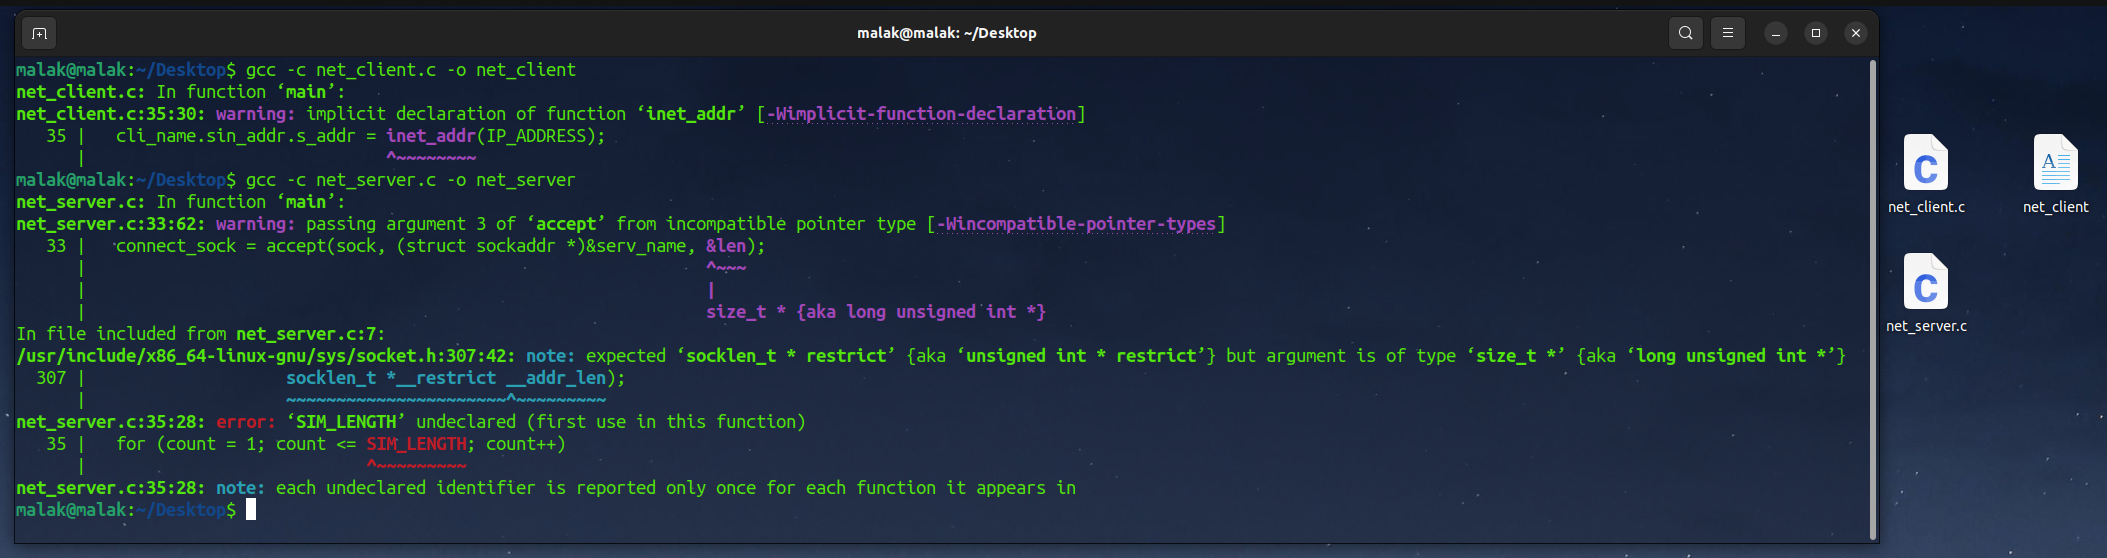 malak@malak: ~/Desktop
malak@malak:~/Desktop$ gcc -c net_client.c -o net_client
net_client.c: In function ‘main’:
net_client.c:35:30: warning: implicit declaration of function ‘inet_addr’ [-Wimplicit-function-declaration]
   35 |   cli_name.sin_addr.s_addr = inet_addr(IP_ADDRESS);
      |                              ^~~~~~~~~
malak@malak:~/Desktop$ gcc -c net_server.c -o net_server
net_server.c: In function ‘main’:
net_server.c:33:62: warning: passing argument 3 of ‘accept’ from incompatible pointer type [-Wincompatible-pointer-types]
   33 |   connect_sock = accept(sock, (struct sockaddr *)&serv_name, &len);
      |                                                              ^~~~
      |                                                              |
      |                                                              size_t * {aka long unsigned int *}
In file included from net_server.c:7:
/usr/include/x86_64-linux-gnu/sys/socket.h:307:42: note: expected ‘socklen_t * restrict’ {aka ‘unsigned int * restrict’} but argument is of type ‘size_t *’ {aka ‘long unsigned int *’}
  307 |                    socklen_t *__restrict __addr_len);
      |                    ~~~~~~~~~~~~~~~~~~~~~~^~~~~~~~~~
net_server.c:35:28: error: ‘SIM_LENGTH’ undeclared (first use in this function)
   35 |   for (count = 1; count <= SIM_LENGTH; count++)
      |                            ^~~~~~~~~~
net_server.c:35:28: note: each undeclared identifier is reported only once for each function it appears in
malak@malak:~/Desktop$
net_client.c
net_client
net_server.c